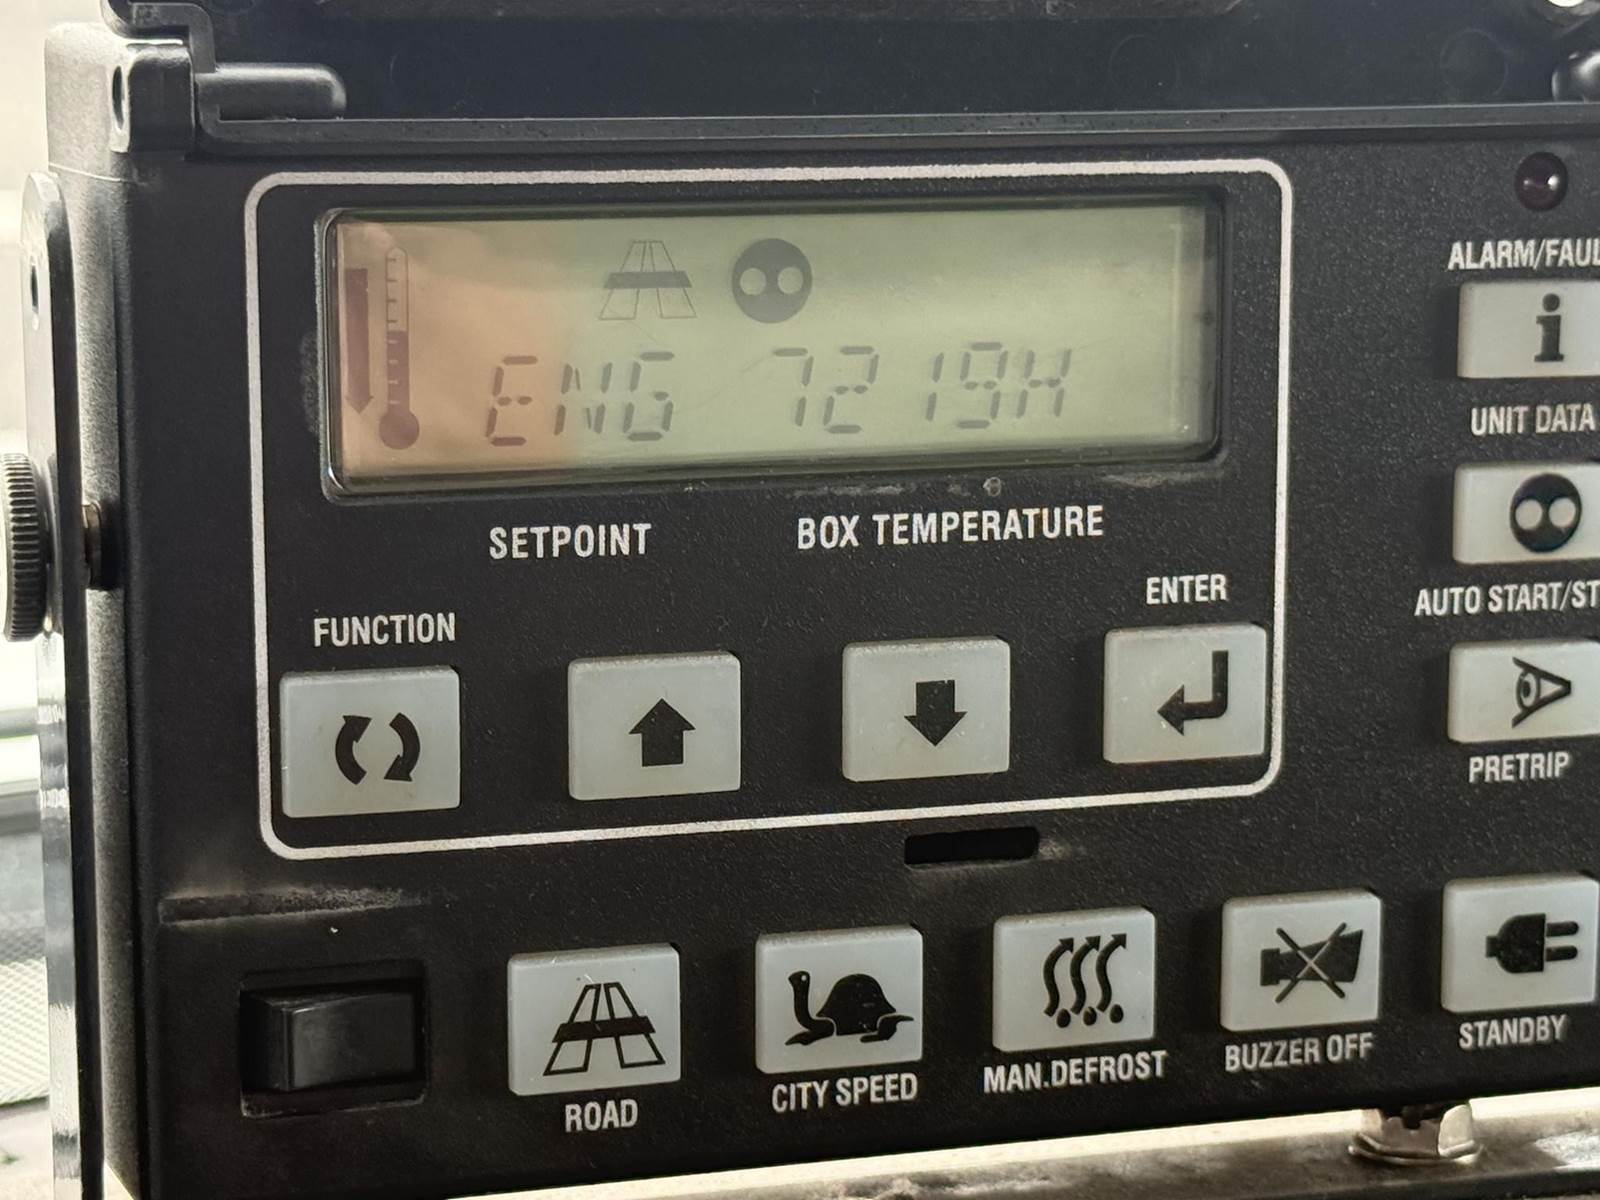 ENG 7219H
SETPOINT
BOX TEMPERATURE
FUNCTION
ENTER
ALARM/FAUL
i
UNIT DATA
AUTO START/ST
PRETRIP
ROAD
CITY SPEED
MAN.DEFROST
BUZZER OFF
STANDBY